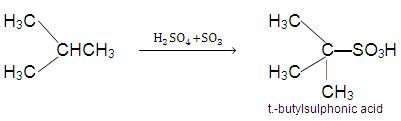 H₃C
CHCH₃
H₃C
H₂SO₄+SO₃
H₃C
C–SO₃H
H₃C
CH₃
t.-butylsulphonic acid